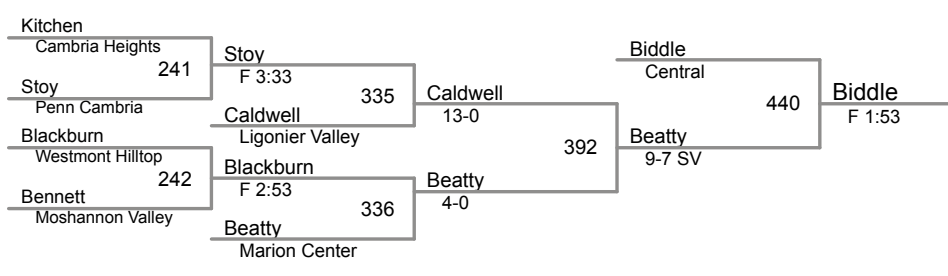 Kitchen
Cambria Heights
241
Stoy
Penn Cambria
Blackburn
Westmont Hilltop
242
Bennett
Moshannon Valley
Stoy
F 3:33
335
Caldwell
Ligonier Valley
Blackburn
F 2:53
336
Beatty
Marion Center
Caldwell
13-0
392
Beatty
4-0
Biddle
Central
440
Beatty
9-7 SV
Biddle
F 1:53